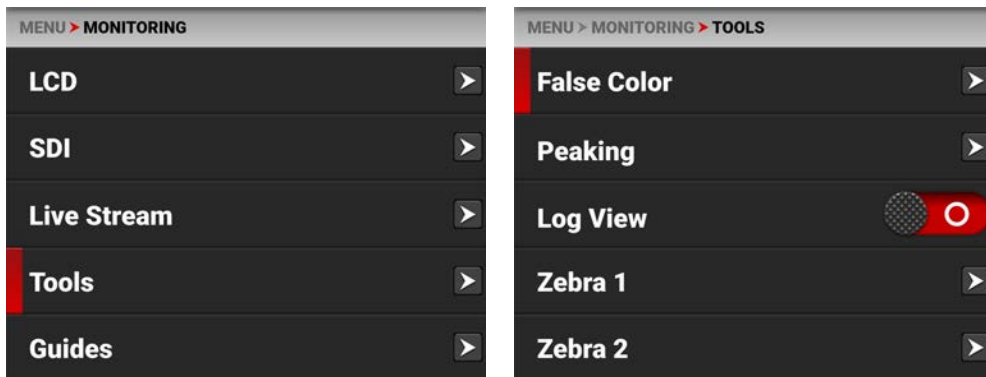 MENU > MONITORING
LCD
SDI
Live Stream
Tools
Guides
MENU > MONITORING > TOOLS
False Color
Peaking
Log View
Zebra 1
Zebra 2